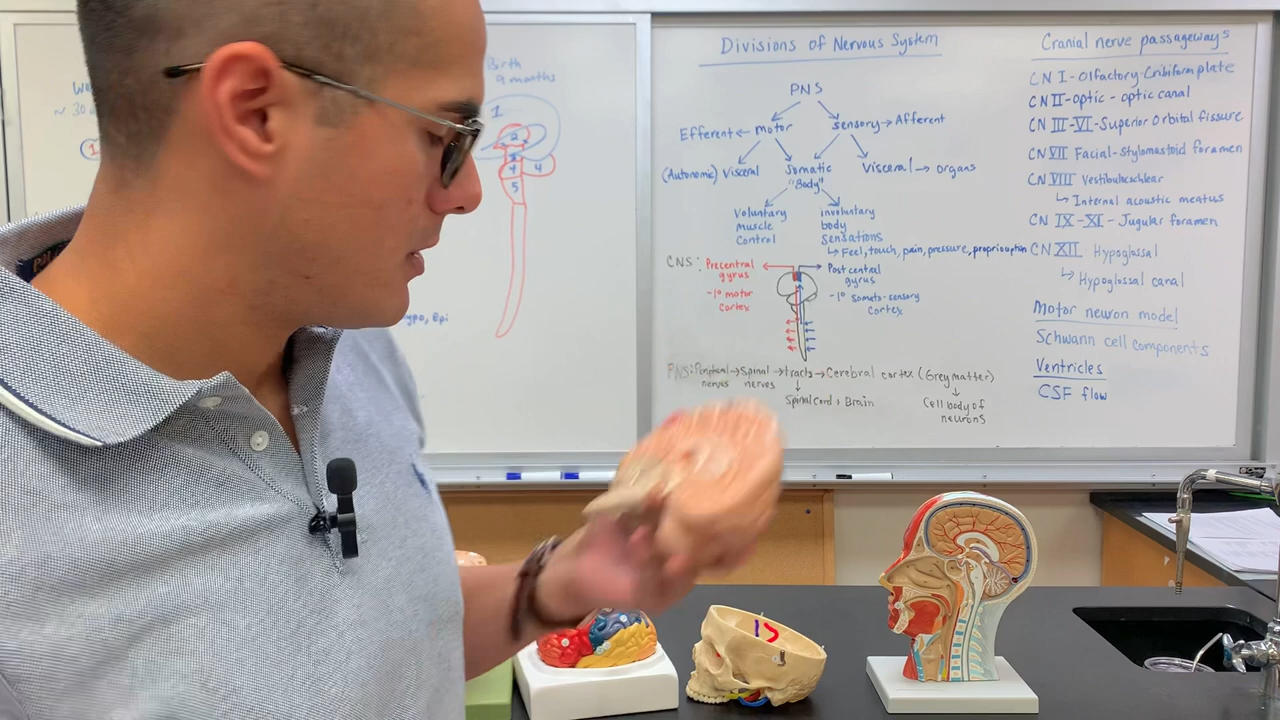 Birth
9 months
~ 30
1
1
2
3
4
4
5
ypo, Epi
Divisions of Nervous System
PNS
Efferent ← motor
sensory → Afferent
(Autonomic) Visceral
Somatic
"Body"
Visceral → organs
Voluntary
muscle
control
involuntary
body
sensations
↳ Feel, touch, pain, pressure, proprioception
CNS:
Precentral
gyrus
-1° motor
cortex
Post central
gyrus
-1° Somato-sensory
cortex
PNS: Peripheral → Spinal → tracts → Cerebral cortex (Grey matter)
nerves nerves
Spinal Cord + Brain
Cell body of
neurons
Cranial nerve passageways
CN I - Olfactory - Cribiform plate
CN II - optic - optic canal
CN III - VI - Superior Orbital fissure
CN VII Facial - Stylomastoid foramen
CN VIII Vestibulocochlear
↳ Internal acoustic meatus
CN IX - XI - Jugular foramen
CN XII Hypoglossal
↳ Hypoglossal canal
Motor neuron model
Schwann cell components
Ventricles
CSF flow